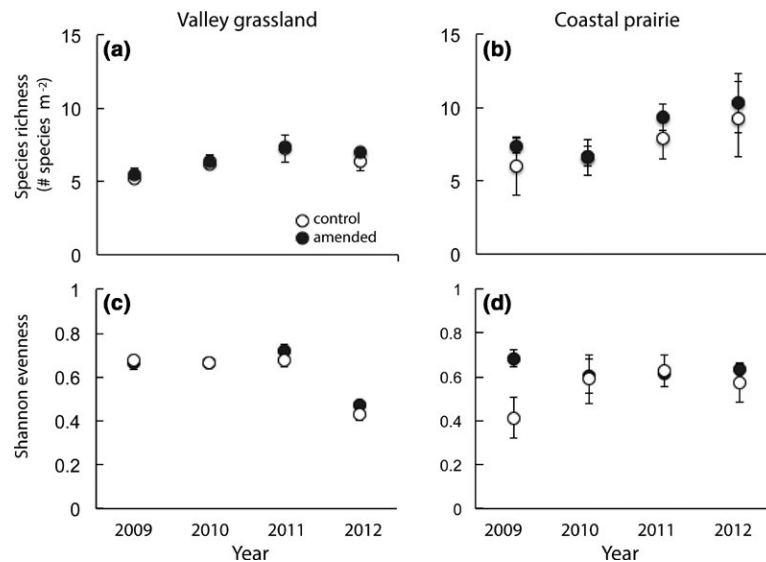 Valley grassland
Coastal prairie
(a)
(b)
Species richness
(# species m⁻²)
15
10
5
0
15
10
5
0
control
amended
(c)
(d)
Shannon evenness
1
0.8
0.6
0.4
0.2
0
1
0.8
0.6
0.4
0.2
0
2009 2010 2011 2012
2009 2010 2011 2012
Year
Year